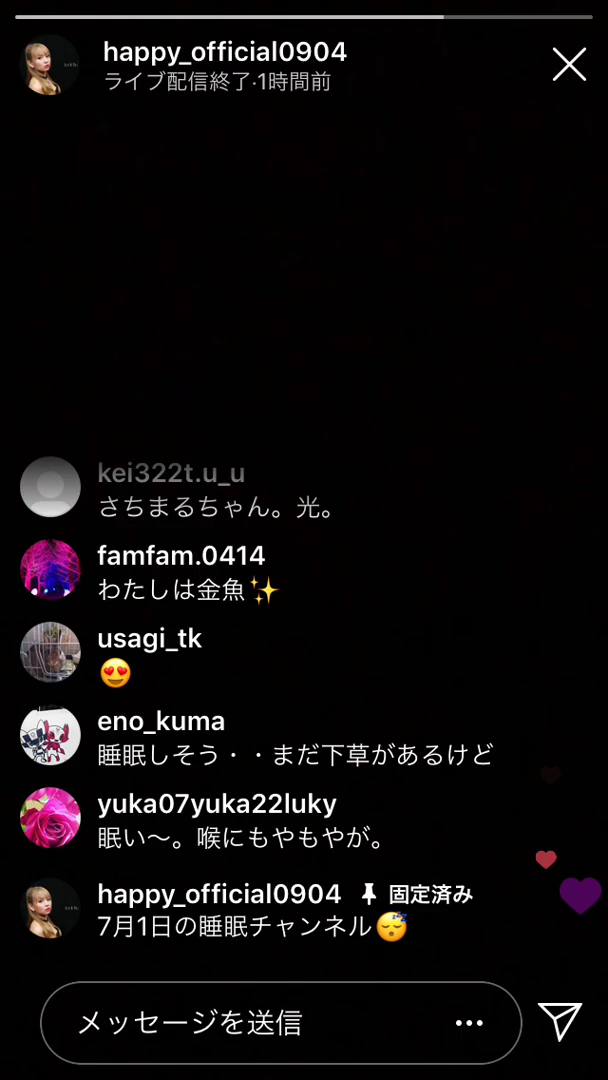 happy_official0904
ライブ配信終了·1時間前
kei322t.u_u
さちまるちゃん。光。
famfam.0414
わたしは金魚✨
usagi_tk
😍
eno_kuma
睡眠しそう・・まだ下草があるけど
yuka07yuka22luky
眠い〜。喉にもやもやが。
happy_official0904 固定済み
7月1日の睡眠チャンネル😴
メッセージを送信